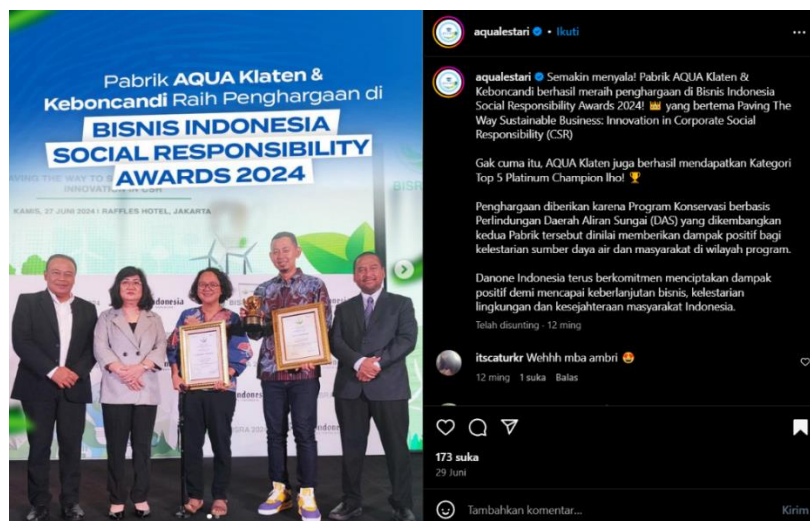 Pabrik AQUA Klaten &
Keboncandi Raih Penghargaan di
BISNIS INDONESIA
SOCIAL RESPONSIBILITY
AWARDS 2024
INNOVATION IN CSR
KAMIS, 27 JUNI 2024 | RAFFLES HOTEL, JAKARTA
aqualestari • Ikuti
aqualestari Semakin menyala! Pabrik AQUA Klaten &
Keboncandi berhasil meraih penghargaan di Bisnis Indonesia
Social Responsibility Awards 2024! 👑 yang bertema Paving The
Way Sustainable Business: Innovation in Corporate Social
Responsibility (CSR)
Gak cuma itu, AQUA Klaten juga berhasil mendapatkan Kategori
Top 5 Platinum Champion lho! 🏆
Penghargaan diberikan karena Program Konservasi berbasis
Perlindungan Daerah Aliran Sungai (DAS) yang dikembangkan
kedua Pabrik tersebut dinilai memberikan dampak positif bagi
kelestarian sumber daya air dan masyarakat di wilayah program.
Danone Indonesia terus berkomitmen menciptakan dampak
positif demi mencapai keberlanjutan bisnis, kelestarian
lingkungan dan kesejahteraan masyarakat Indonesia.
Telah disunting · 12 ming
itscaturkr Wehhh mba ambri 😍
12 ming 1 suka Balas
173 suka
29 Juni
Tambahkan komentar...
Kirim